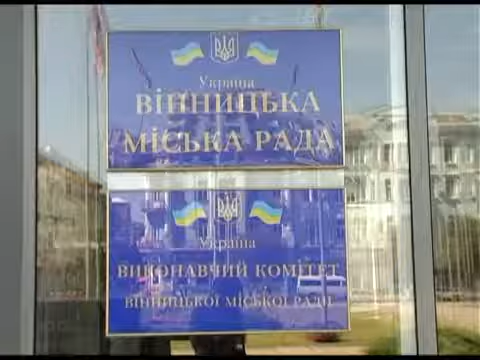 Україна
ВІННИЦЬКА
МІСЬКА РАДА
Україна
ВИКОНАВЧИЙ КОМІТЕТ
ВІННИЦЬКОЇ МІСЬКОЇ РАДИ